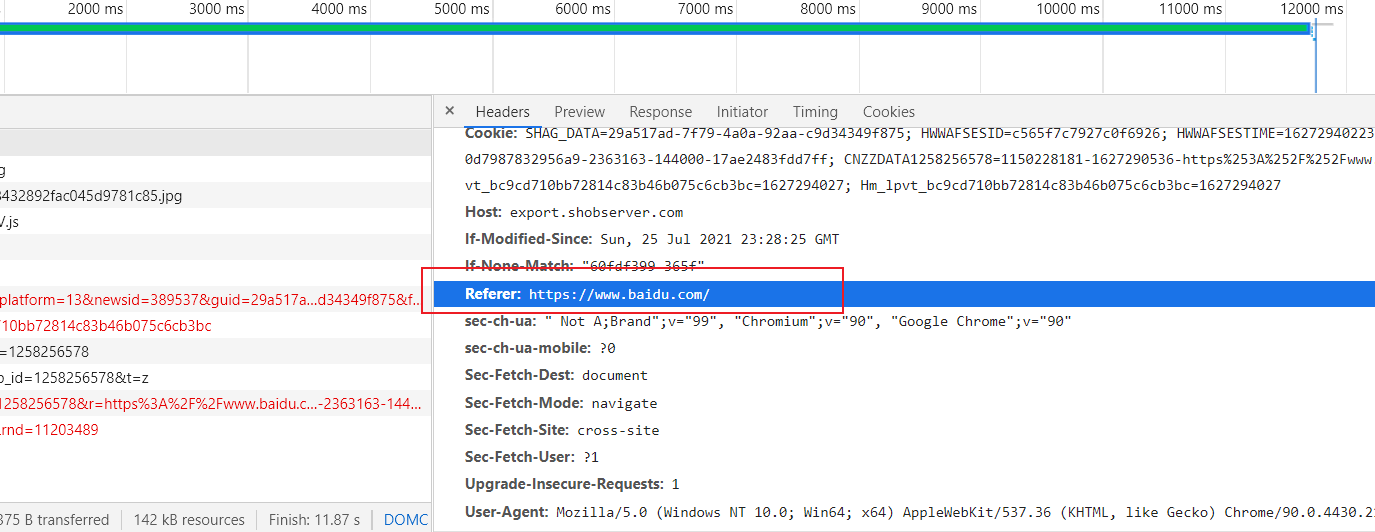 2000 ms 3000 ms 4000 ms 5000 ms 6000 ms 7000 ms 8000 ms 9000 ms 10000 ms 11000 ms 12000 ms
× Headers Preview Response Initiator Timing Cookies
Cookie: SHAG_DATA=29a517ad-7f79-4a0a-92aa-c9d34349f875; HWWAFSESID=c565f7c7927c0f6926; HWWAFSESTIME=16272940223
0d7987832956a9-2363163-144000-17ae2483fdd7ff; CNZZDATA1258256578=1150228181-1627290536-https%253A%252F%252Fwww
vt_bc9cd710bb72814c83b46b075c6cb3bc=1627294027; Hm_lpvt_bc9cd710bb72814c83b46b075c6cb3bc=1627294027
Host: export.shobserver.com
If-Modified-Since: Sun, 25 Jul 2021 23:28:25 GMT
If-None-Match: "60fdf399-365f"
Referer: https://www.baidu.com/
sec-ch-ua: " Not A;Brand";v="99", "Chromium";v="90", "Google Chrome";v="90"
sec-ch-ua-mobile: ?0
Sec-Fetch-Dest: document
Sec-Fetch-Mode: navigate
Sec-Fetch-Site: cross-site
Sec-Fetch-User: ?1
Upgrade-Insecure-Requests: 1
User-Agent: Mozilla/5.0 (Windows NT 10.0; Win64; x64) AppleWebKit/537.36 (KHTML, like Gecko) Chrome/90.0.4430.21
g
3432892fac045d9781c85.jpg
V.js
platform=13&newsid=389537&guid=29a517a...d34349f875&f...
710bb72814c83b46b075c6cb3bc
=1258256578
o_id=1258256578&t=z
1258256578&r=https%3A%2F%2Fwww.baidu.c...-2363163-144...
rnd=11203489
375 B transferred 142 kB resources Finish: 11.87 s DOMC